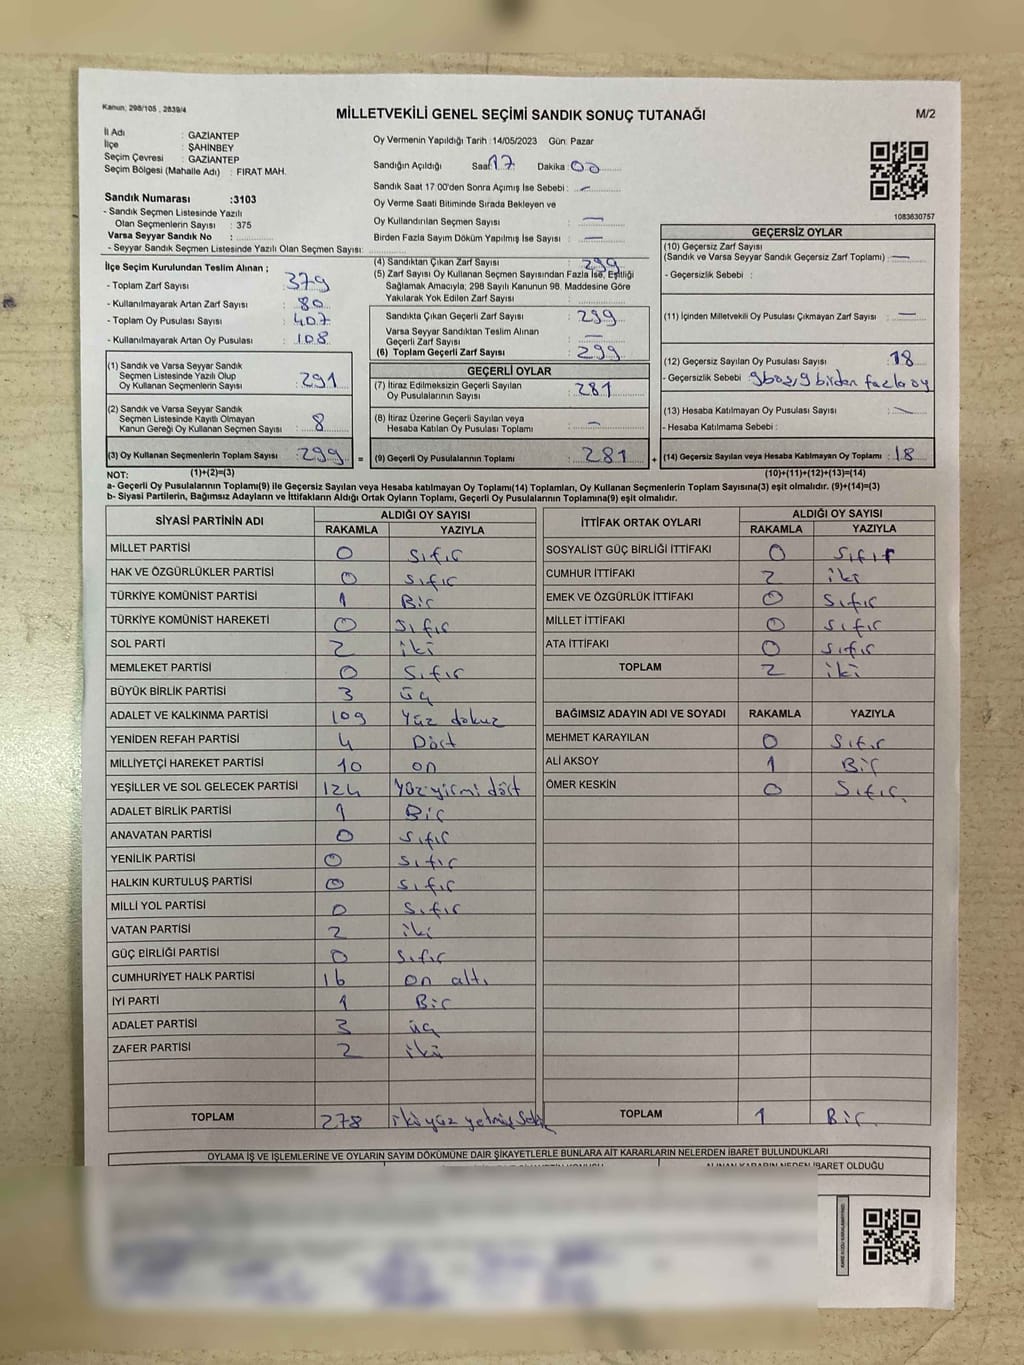 Kanun: 298/105 , 2839/4
MİLLETVEKİLİ GENEL SEÇİMİ SANDIK SONUÇ TUTANAĞI
M/2
İl Adı : GAZİANTEP
İlçe : ŞAHİNBEY
Seçim Çevresi : GAZİANTEP
Seçim Bölgesi (Mahalle Adı) : FIRAT MAH.
Sandık Numarası :3103
- Sandık Seçmen Listesinde Yazılı
Olan Seçmenlerin Sayısı : 375
Varsa Seyyar Sandık No :
- Seyyar Sandık Seçmen Listesinde Yazılı Olan Seçmen Sayısı:
Oy Vermenin Yapıldığı Tarih : 14/05/2023 Gün: Pazar
Sandığın Açıldığı Saat 17 Dakika : 00
Sandık Saat 17.00'den Sonra Açımış İse Sebebi : —
Oy Verme Saati Bitiminde Sırada Bekleyen ve
Oy Kullandırılan Seçmen Sayısı : —
Birden Fazla Sayım Döküm Yapılmış İse Sayısı : —
1083630757
İlçe Seçim Kurulundan Teslim Alınan ;
- Toplam Zarf Sayısı : 379
- Kullanılmayarak Artan Zarf Sayısı : 80
- Toplam Oy Pusulası Sayısı : 407
- Kullanılmayarak Artan Oy Pusulası : 108
(1) Sandık ve Varsa Seyyar Sandık
Seçmen Listesinde Yazılı Olup
Oy Kullanan Seçmenlerin Sayısı : 291
(2) Sandık ve Varsa Seyyar Sandık
Seçmen Listesinde Kayıtlı Olmayan
Kanun Gereği Oy Kullanan Seçmen Sayısı : 8
(3) Oy Kullanan Seçmenlerin Toplam Sayısı : 299 =
(1)+(2)=(3)
(4) Sandıktan Çıkan Zarf Sayısı : 299
(5) Zarf Sayısı Oy Kullanan Seçmen Sayısından Fazla İse, Eşitliği
Sağlamak Amacıyla; 298 Sayılı Kanunun 98. Maddesine Göre
Yakılarak Yok Edilen Zarf Sayısı :
Sandıkta Çıkan Geçerli Zarf Sayısı : 299
Varsa Seyyar Sandıktan Teslim Alınan
Geçerli Zarf Sayısı : —
(6) Toplam Geçerli Zarf Sayısı : 299
GEÇERLİ OYLAR
(7) İtiraz Edilmeksizin Geçerli Sayılan
Oy Pusulalarının Sayısı : 281
(8) İtiraz Üzerine Geçerli Sayılan veya
Hesaba Katılan Oy Pusulası Toplamı : —
(9) Geçerli Oy Pusulalarının Toplamı : 281 +
GEÇERSİZ OYLAR
(10) Geçersiz Zarf Sayısı
(Sandık ve Varsa Seyyar Sandık Geçersiz Zarf Toplamı) : —
- Geçersizlik Sebebi :
(11) İçinden Milletvekili Oy Pusulası Çıkmayan Zarf Sayısı : —
(12) Geçersiz Sayılan Oy Pusulası Sayısı : 18
- Geçersizlik Sebebi : 9boş, 9 birden fazla oy
(13) Hesaba Katılmayan Oy Pusulası Sayısı : —
- Hesaba Katılmama Sebebi :
(14) Geçersiz Sayılan veya Hesaba Katılmayan Oy Toplamı : 18
(10)+(11)+(12)+(13)=(14)
NOT:
a- Geçerli Oy Pusulalarının Toplamı(9) ile Geçersiz Sayılan veya Hesaba katılmayan Oy Toplamı(14) Toplamları, Oy Kullanan Seçmenlerin Toplam Sayısına(3) eşit olmalıdır. (9)+(14)=(3)
b- Siyasi Partilerin, Bağımsız Adayların ve İttifakların Aldığı Ortak Oyların Toplamı, Geçerli Oy Pusulalarının Toplamına(9) eşit olmalıdır.
SİYASİ PARTİNİN ADI ALDIĞI OY SAYISI
RAKAMLA YAZIYLA
MİLLET PARTİSİ 0 Sıfır
HAK VE ÖZGÜRLÜKLER PARTİSİ 0 Sıfır
TÜRKİYE KOMÜNİST PARTİSİ 1 Bir
TÜRKİYE KOMÜNİST HAREKETİ 0 Sıfır
SOL PARTİ 2 iki
MEMLEKET PARTİSİ 0 Sıfır
BÜYÜK BİRLİK PARTİSİ 3 üç
ADALET VE KALKINMA PARTİSİ 109 Yüz dokuz
YENİDEN REFAH PARTİSİ 4 Dört
MİLLİYETÇİ HAREKET PARTİSİ 10 on
YEŞİLLER VE SOL GELECEK PARTİSİ 124 Yüz yirmi dört
ADALET BİRLİK PARTİSİ 1 Bir
ANAVATAN PARTİSİ 0 Sıfır
YENİLİK PARTİSİ 0 Sıfır
HALKIN KURTULUŞ PARTİSİ 0 Sıfır
MİLLİ YOL PARTİSİ 0 Sıfır
VATAN PARTİSİ 2 iki
GÜÇ BİRLİĞİ PARTİSİ 0 Sıfır
CUMHURİYET HALK PARTİSİ 16 on altı
İYİ PARTİ 1 Bir
ADALET PARTİSİ 3 üç
ZAFER PARTİSİ 2 iki
TOPLAM 278 iki yüz yetmiş Sekiz
İTTİFAK ORTAK OYLARI ALDIĞI OY SAYISI
RAKAMLA YAZIYLA
SOSYALİST GÜÇ BİRLİĞİ İTTİFAKI 0 Sıfır
CUMHUR İTTİFAKI 2 iki
EMEK VE ÖZGÜRLÜK İTTİFAKI 0 Sıfır
MİLLET İTTİFAKI 0 Sıfır
ATA İTTİFAKI 0 Sıfır
TOPLAM 2 iki
BAĞIMSIZ ADAYIN ADI VE SOYADI RAKAMLA YAZIYLA
MEHMET KARAYILAN 0 Sıfır
ALİ AKSOY 1 Bir
ÖMER KESKİN 0 Sıfır
TOPLAM 1 Bir
OYLAMA İŞ VE İŞLEMLERİNE VE OYLARIN SAYIM DÖKÜMÜNE DAİR ŞİKAYETLERLE BUNLARA AİT KARARLARIN NELERDEN İBARET BULUNDUKLARI
ALINAN KARARIN NEDEN İBARET OLDUĞU